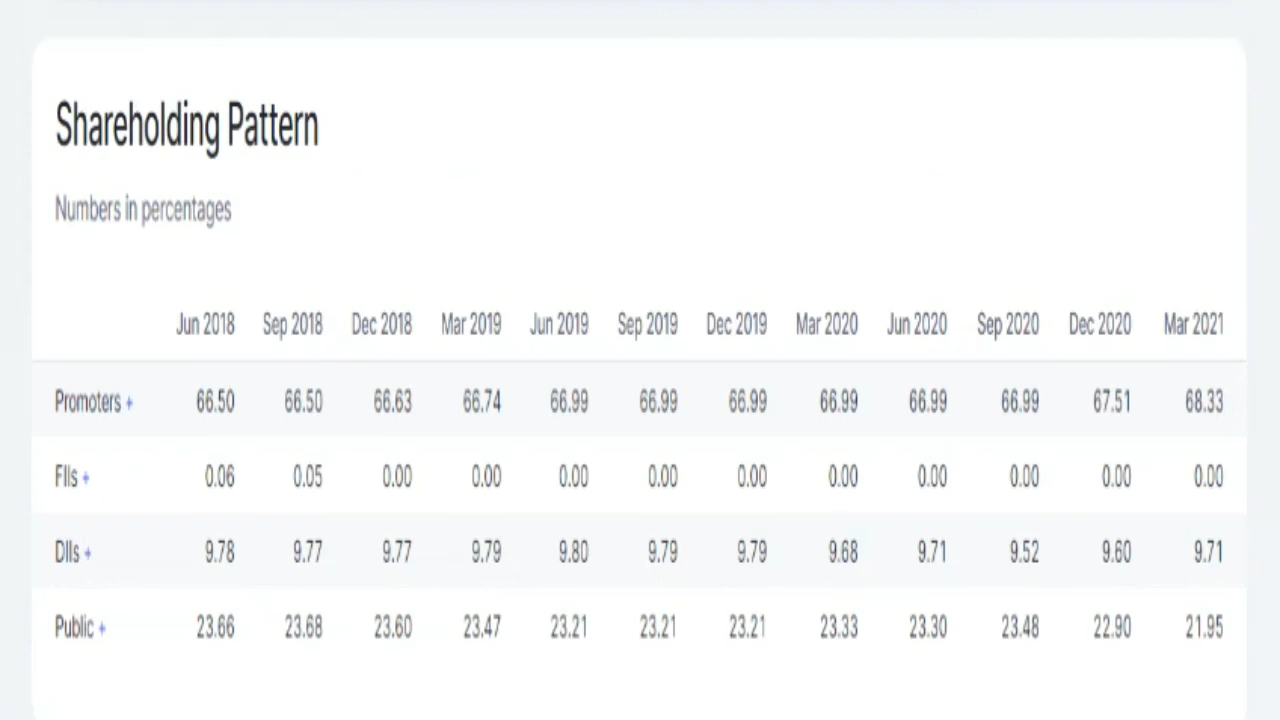 Shareholding Pattern
Numbers in percentages
Jun 2018 Sep 2018 Dec 2018 Mar 2019 Jun 2019 Sep 2019 Dec 2019 Mar 2020 Jun 2020 Sep 2020 Dec 2020 Mar 2021
Promoters + 66.50 66.50 66.63 66.74 66.99 66.99 66.99 66.99 66.99 66.99 67.51 68.33
FIIs + 0.06 0.05 0.00 0.00 0.00 0.00 0.00 0.00 0.00 0.00 0.00 0.00
DIIs + 9.78 9.77 9.77 9.79 9.80 9.79 9.79 9.68 9.71 9.52 9.60 9.71
Public + 23.66 23.68 23.60 23.47 23.21 23.21 23.21 23.33 23.30 23.48 22.90 21.95